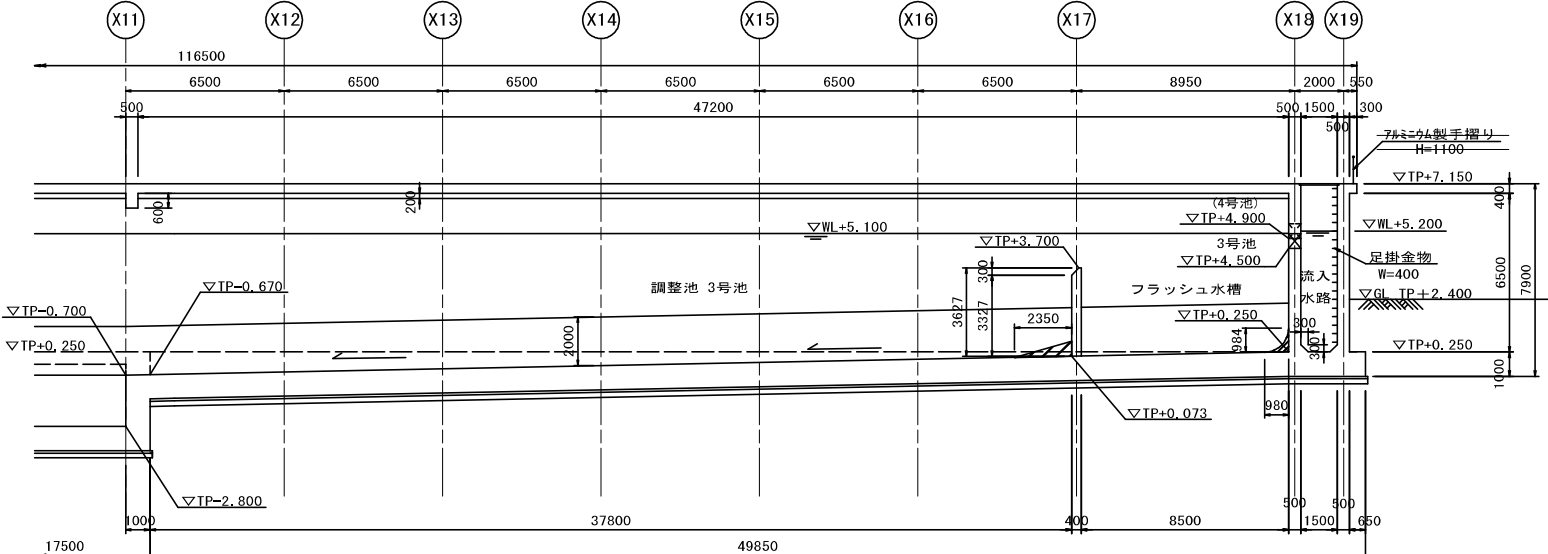 X11 X12 X13 X14 X15 X16 X17 X18 X19
116500
6500 6500 6500 6500 6500 6500 8950 2000 550
500 47200 500 1500 300
500
アルミニウム製手摺り
H=1100
▽TP+7.150
600
200
400
(4号池)
▽TP+4.900
▽WL+5.100
▽WL+5.200
▽TP+3.700
3号池
▽TP+4.500
足掛金物
W=400
300
6500
7900
▽TP-0.670
調整池 3号池
フラッシュ水槽
流入
水路
▽GL TP+2.400
▽TP-0.700
3627
3327
2350
▽TP+0.250
300
▽TP+0.250
2000
984
300
▽TP+0.250
1000
980
▽TP+0.073
▽TP-2.800
500 500
1000 37800 400 8500 1500 650
17500 49850